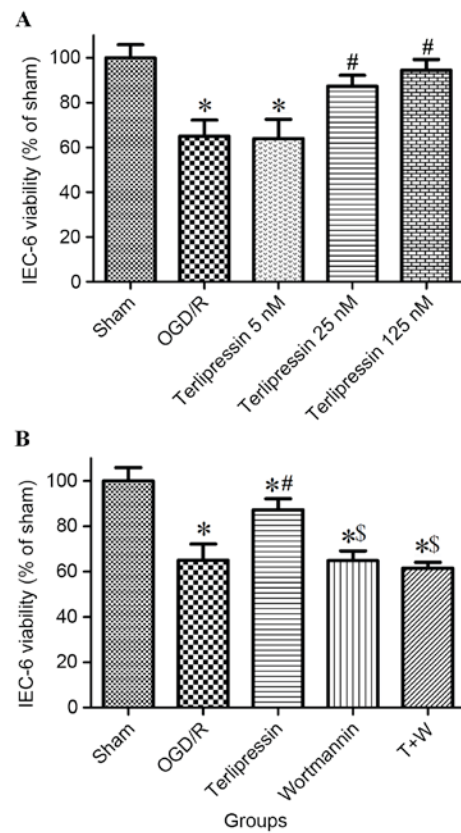 A
IEC-6 viability (% of sham)
100
80
60
40
20
0
*
*
#
#
Sham
OGD/R
Terlipressin 5 nM
Terlipressin 25 nM
Terlipressin 125 nM
B
IEC-6 viability (% of sham)
100
80
60
40
20
0
*
*#
*$
*$
Sham
OGD/R
Terlipressin
Wortmannin
T+W
Groups